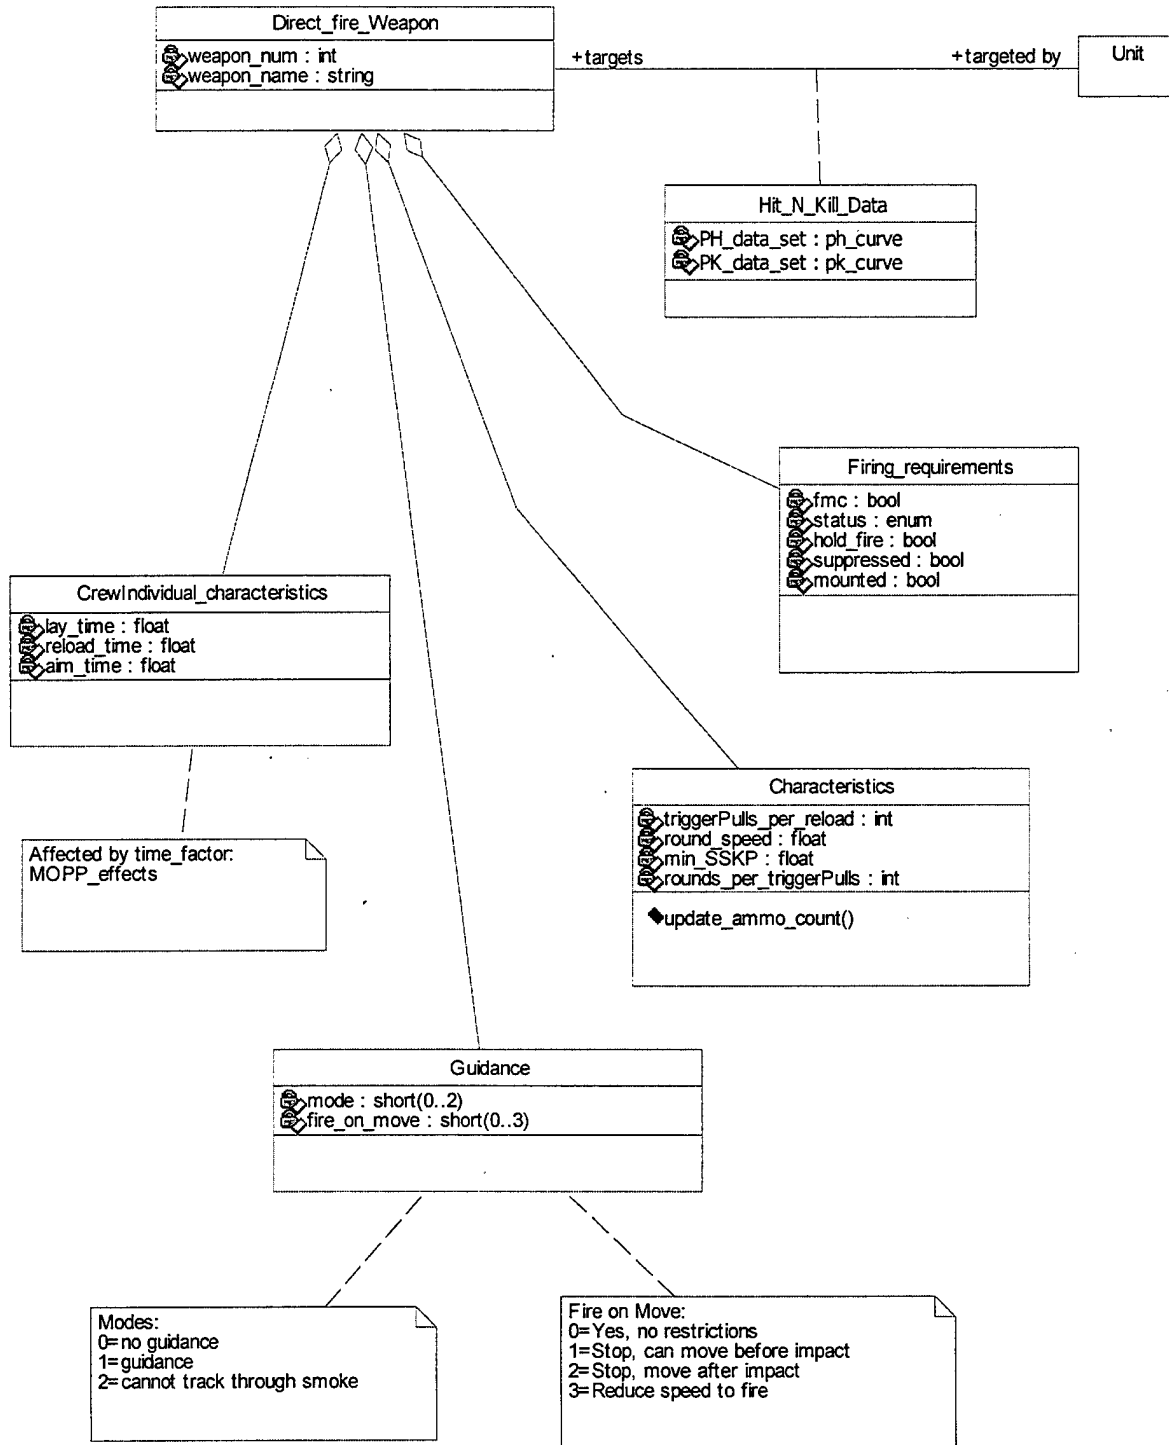 Direct_fire_Weapon
weapon_num : int
weapon_name : string
+targets
+targeted by
Unit
Hit_N_Kill_Data
PH_data_set : ph_curve
PK_data_set : pk_curve
Firing_requirements
fmc : bool
status : enum
hold_fire : bool
suppressed : bool
mounted : bool
CrewIndividual_characteristics
lay_time : float
reload_time : float
aim_time : float
Affected by time_factor:
MOPP_effects
Characteristics
triggerPulls_per_reload : int
round_speed : float
min_SSKP : float
rounds_per_triggerPulls : int
update_ammo_count()
Guidance
mode : short(0..2)
fire_on_move : short(0..3)
Modes:
0=no guidance
1=guidance
2=cannot track through smoke
Fire on Move:
0=Yes, no restrictions
1=Stop, can move before impact
2=Stop, move after impact
3=Reduce speed to fire